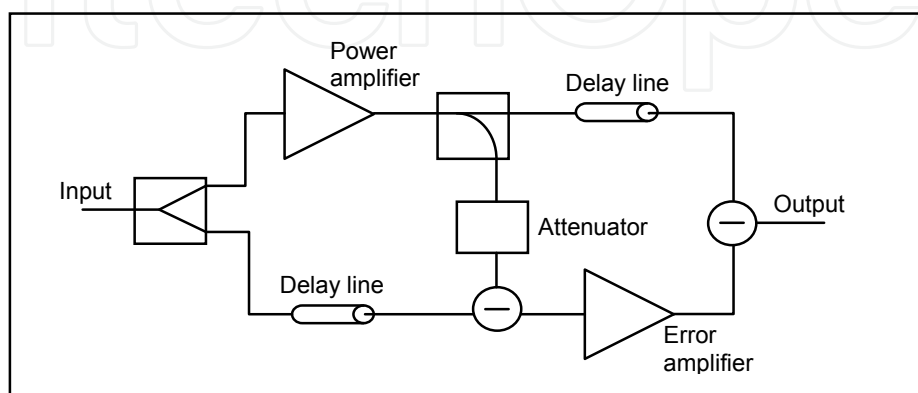 Power
amplifier
Delay line
Input
Attenuator
Output
Delay line
Error
amplifier